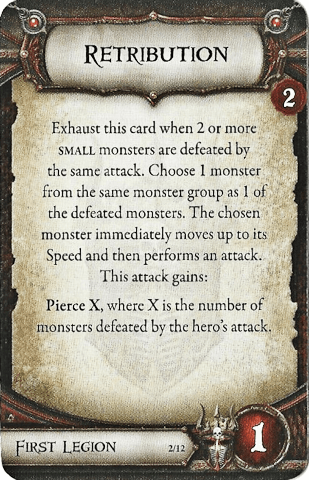 RETRIBUTION
2
Exhaust this card when 2 or more
SMALL monsters are defeated by
the same attack. Choose 1 monster
from the same monster group as 1 of
the defeated monsters. The chosen
monster immediately moves up to its
Speed and then performs an attack.
This attack gains:
Pierce X, where X is the number of
monsters defeated by the hero's attack.
FIRST LEGION
2/12
1